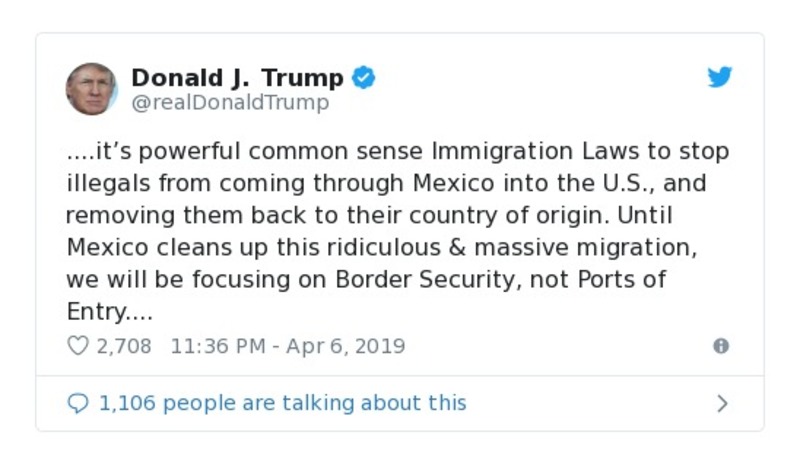 Donald J. Trump
@realDonaldTrump
....it’s powerful common sense Immigration Laws to stop
illegals from coming through Mexico into the U.S., and
removing them back to their country of origin. Until
Mexico cleans up this ridiculous & massive migration,
we will be focusing on Border Security, not Ports of
Entry....
2,708 11:36 PM - Apr 6, 2019
1,106 people are talking about this